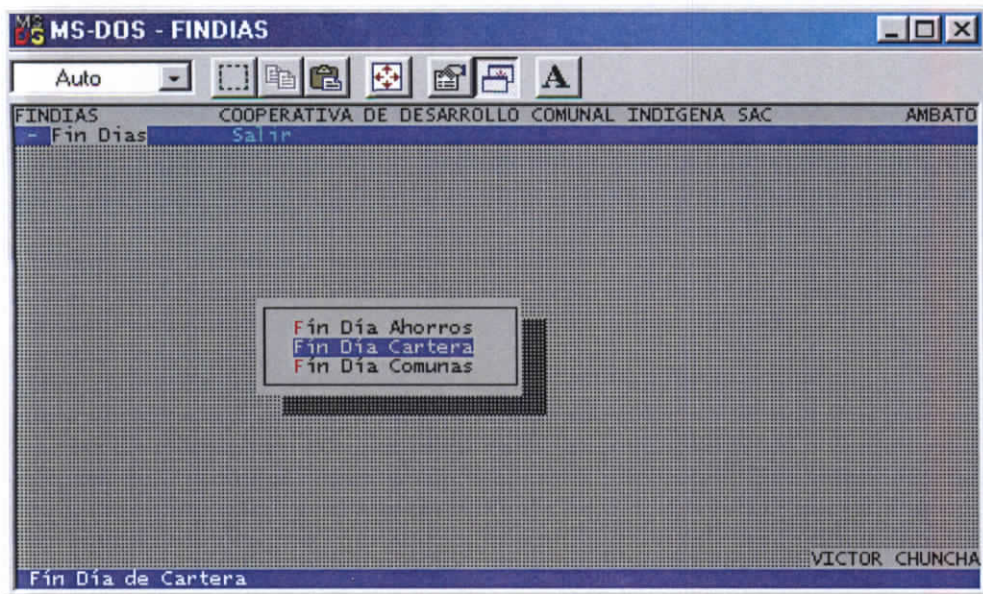 MS-DOS - FINDIAS
Auto A
FINDIAS COOPERATIVA DE DESARROLLO COMUNAL INDIGENA SAC AMBATO
- Fin Dias Salir
Fín Día Ahorros
Fín Día Cartera
Fín Día Comunas
VICTOR CHUNCHA
Fín Día de Cartera